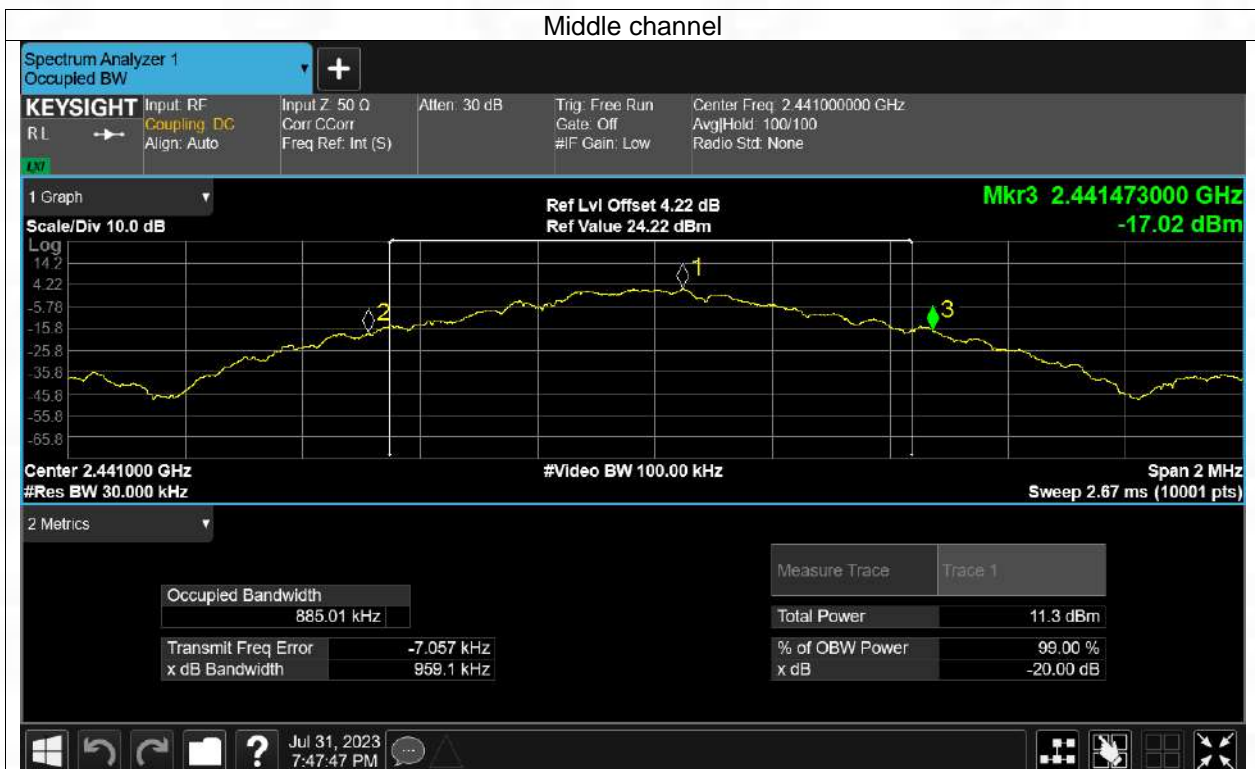 Middle channel
Spectrum Analyzer 1
Occupied BW
KEYSIGHT
R L
LXI
Input: RF
Coupling: DC
Align: Auto
Input Z: 50 Ω
Corr CCorr
Freq Ref: Int (S)
Atten: 30 dB
Trig: Free Run
Gate: Off
#IF Gain: Low
Center Freq: 2.441000000 GHz
Avg|Hold: 100/100
Radio Std: None
1 Graph
Scale/Div 10.0 dB
Ref Lvl Offset 4.22 dB
Ref Value 24.22 dBm
Mkr3 2.441473000 GHz
-17.02 dBm
Log
14.2
4.22
-5.78
-15.8
-25.8
-35.8
-45.8
-55.8
-65.8
1
2
3
Center 2.441000 GHz
#Res BW 30.000 kHz
#Video BW 100.00 kHz
Span 2 MHz
Sweep 2.67 ms (10001 pts)
2 Metrics
Measure Trace Trace 1
Occupied Bandwidth
885.01 kHz
Total Power 11.3 dBm
Transmit Freq Error -7.057 kHz
% of OBW Power 99.00 %
x dB Bandwidth 959.1 kHz
x dB -20.00 dB
?
Jul 31, 2023
7:47:47 PM